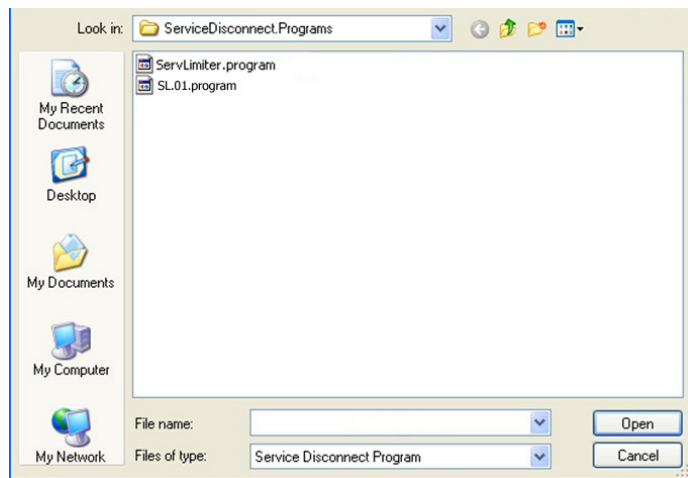 Look in: ServiceDisconnect.Programs
ServLimiter.program
SL.01.program
My Recent
Documents
Desktop
My Documents
My Computer
My Network
File name:
Open
Files of type: Service Disconnect Program
Cancel